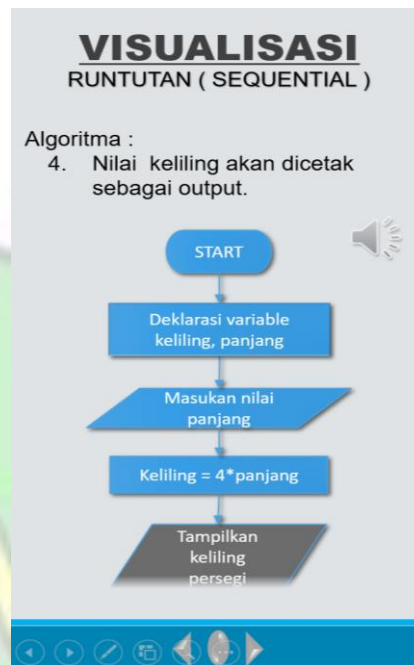 VISUALISASI
RUNTUTAN ( SEQUENTIAL )
Algoritma :
4. Nilai keliling akan dicetak
sebagai output.
START
Deklarasi variable
keliling, panjang
Masukan nilai
panjang
Keliling = 4*panjang
Tampilkan
keliling
persegi